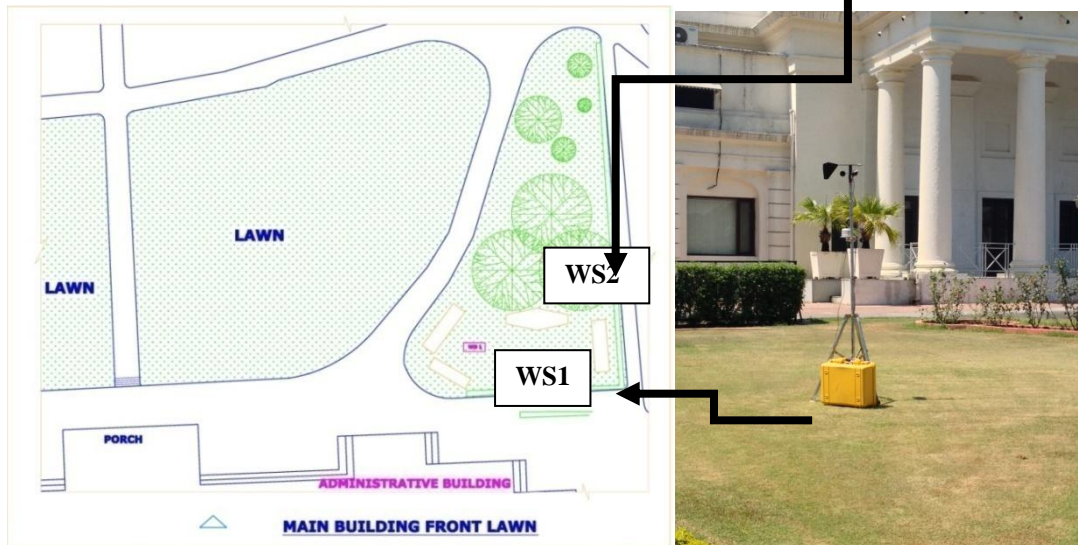 LAWN
LAWN
WS2
WS1
PORCH
ADMINISTRATIVE BUILDING
MAIN BUILDING FRONT LAWN